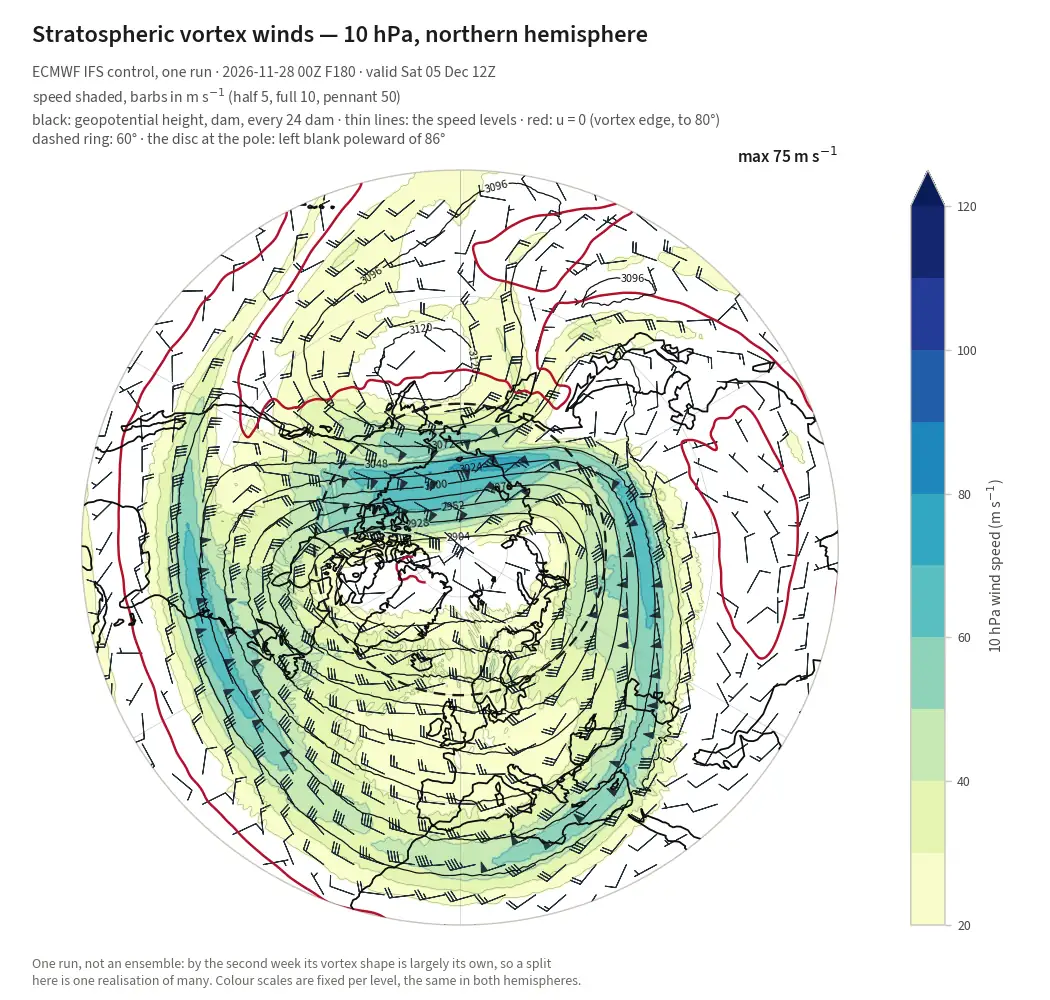 Stratospheric vortex winds — 10 hPa, northern hemisphere
ECMWF IFS control, one run · 2026-11-28 00Z F180 · valid Sat 05 Dec 12Z
speed shaded, barbs in m s⁻¹ (half 5, full 10, pennant 50)
black: geopotential height, dam, every 24 dam · thin lines: the speed levels · red: u = 0 (vortex edge, to 80°)
dashed ring: 60° · the disc at the pole: left blank poleward of 86°
max 75 m s⁻¹
3096
3096
3096
3120
3072
3048
3024
3000
2952
2928
2904
120
100
80
60
40
20
10 hPa wind speed (m s⁻¹)
One run, not an ensemble: by the second week its vortex shape is largely its own, so a split
here is one realisation of many. Colour scales are fixed per level, the same in both hemispheres.